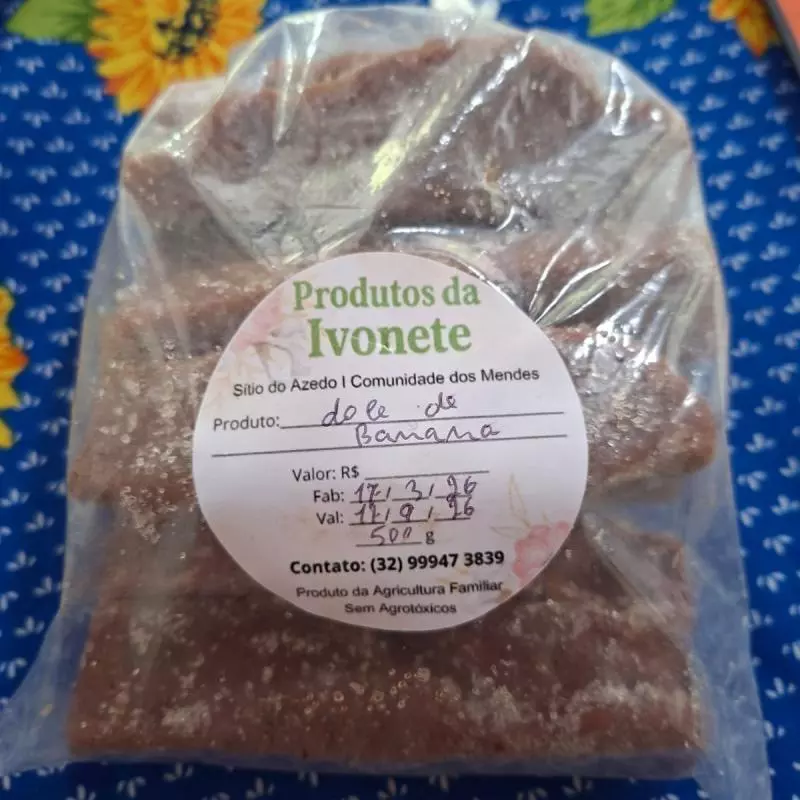 Produtos da
Ivonete
Sítio do Azedo | Comunidade dos Mendes
Produto: doce de
Banana
Valor: R$
Fab: 17/3/26
Val: 17/9/26
500 g
Contato: (32) 99947 3839
Produto da Agricultura Familiar
Sem Agrotóxicos